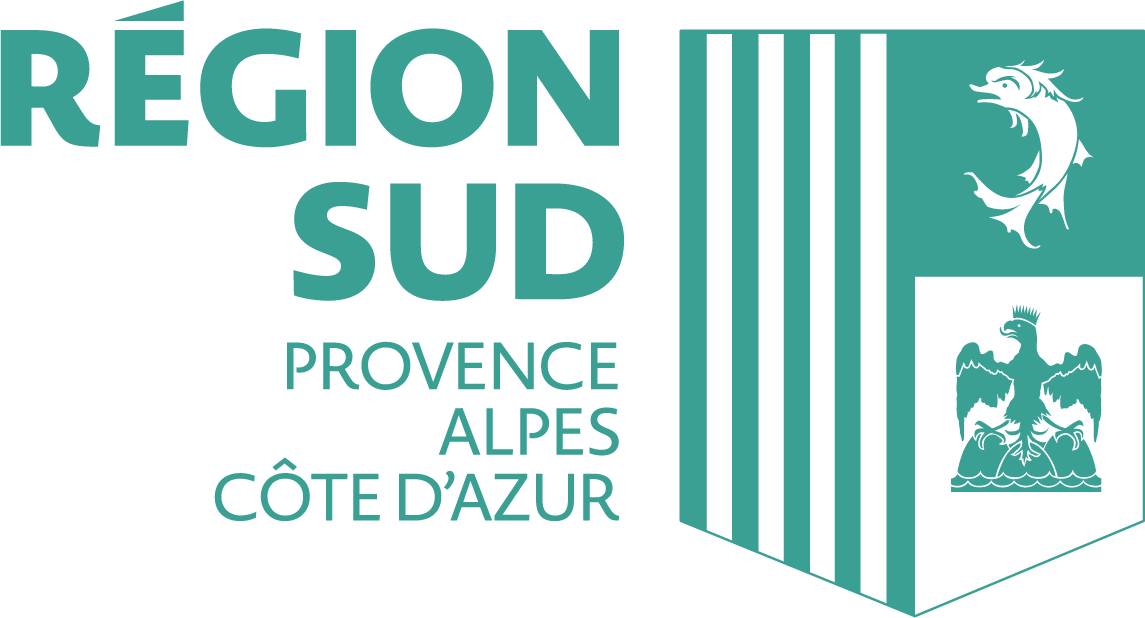 RÉGION
SUD
PROVENCE
ALPES
CÔTE D’AZUR